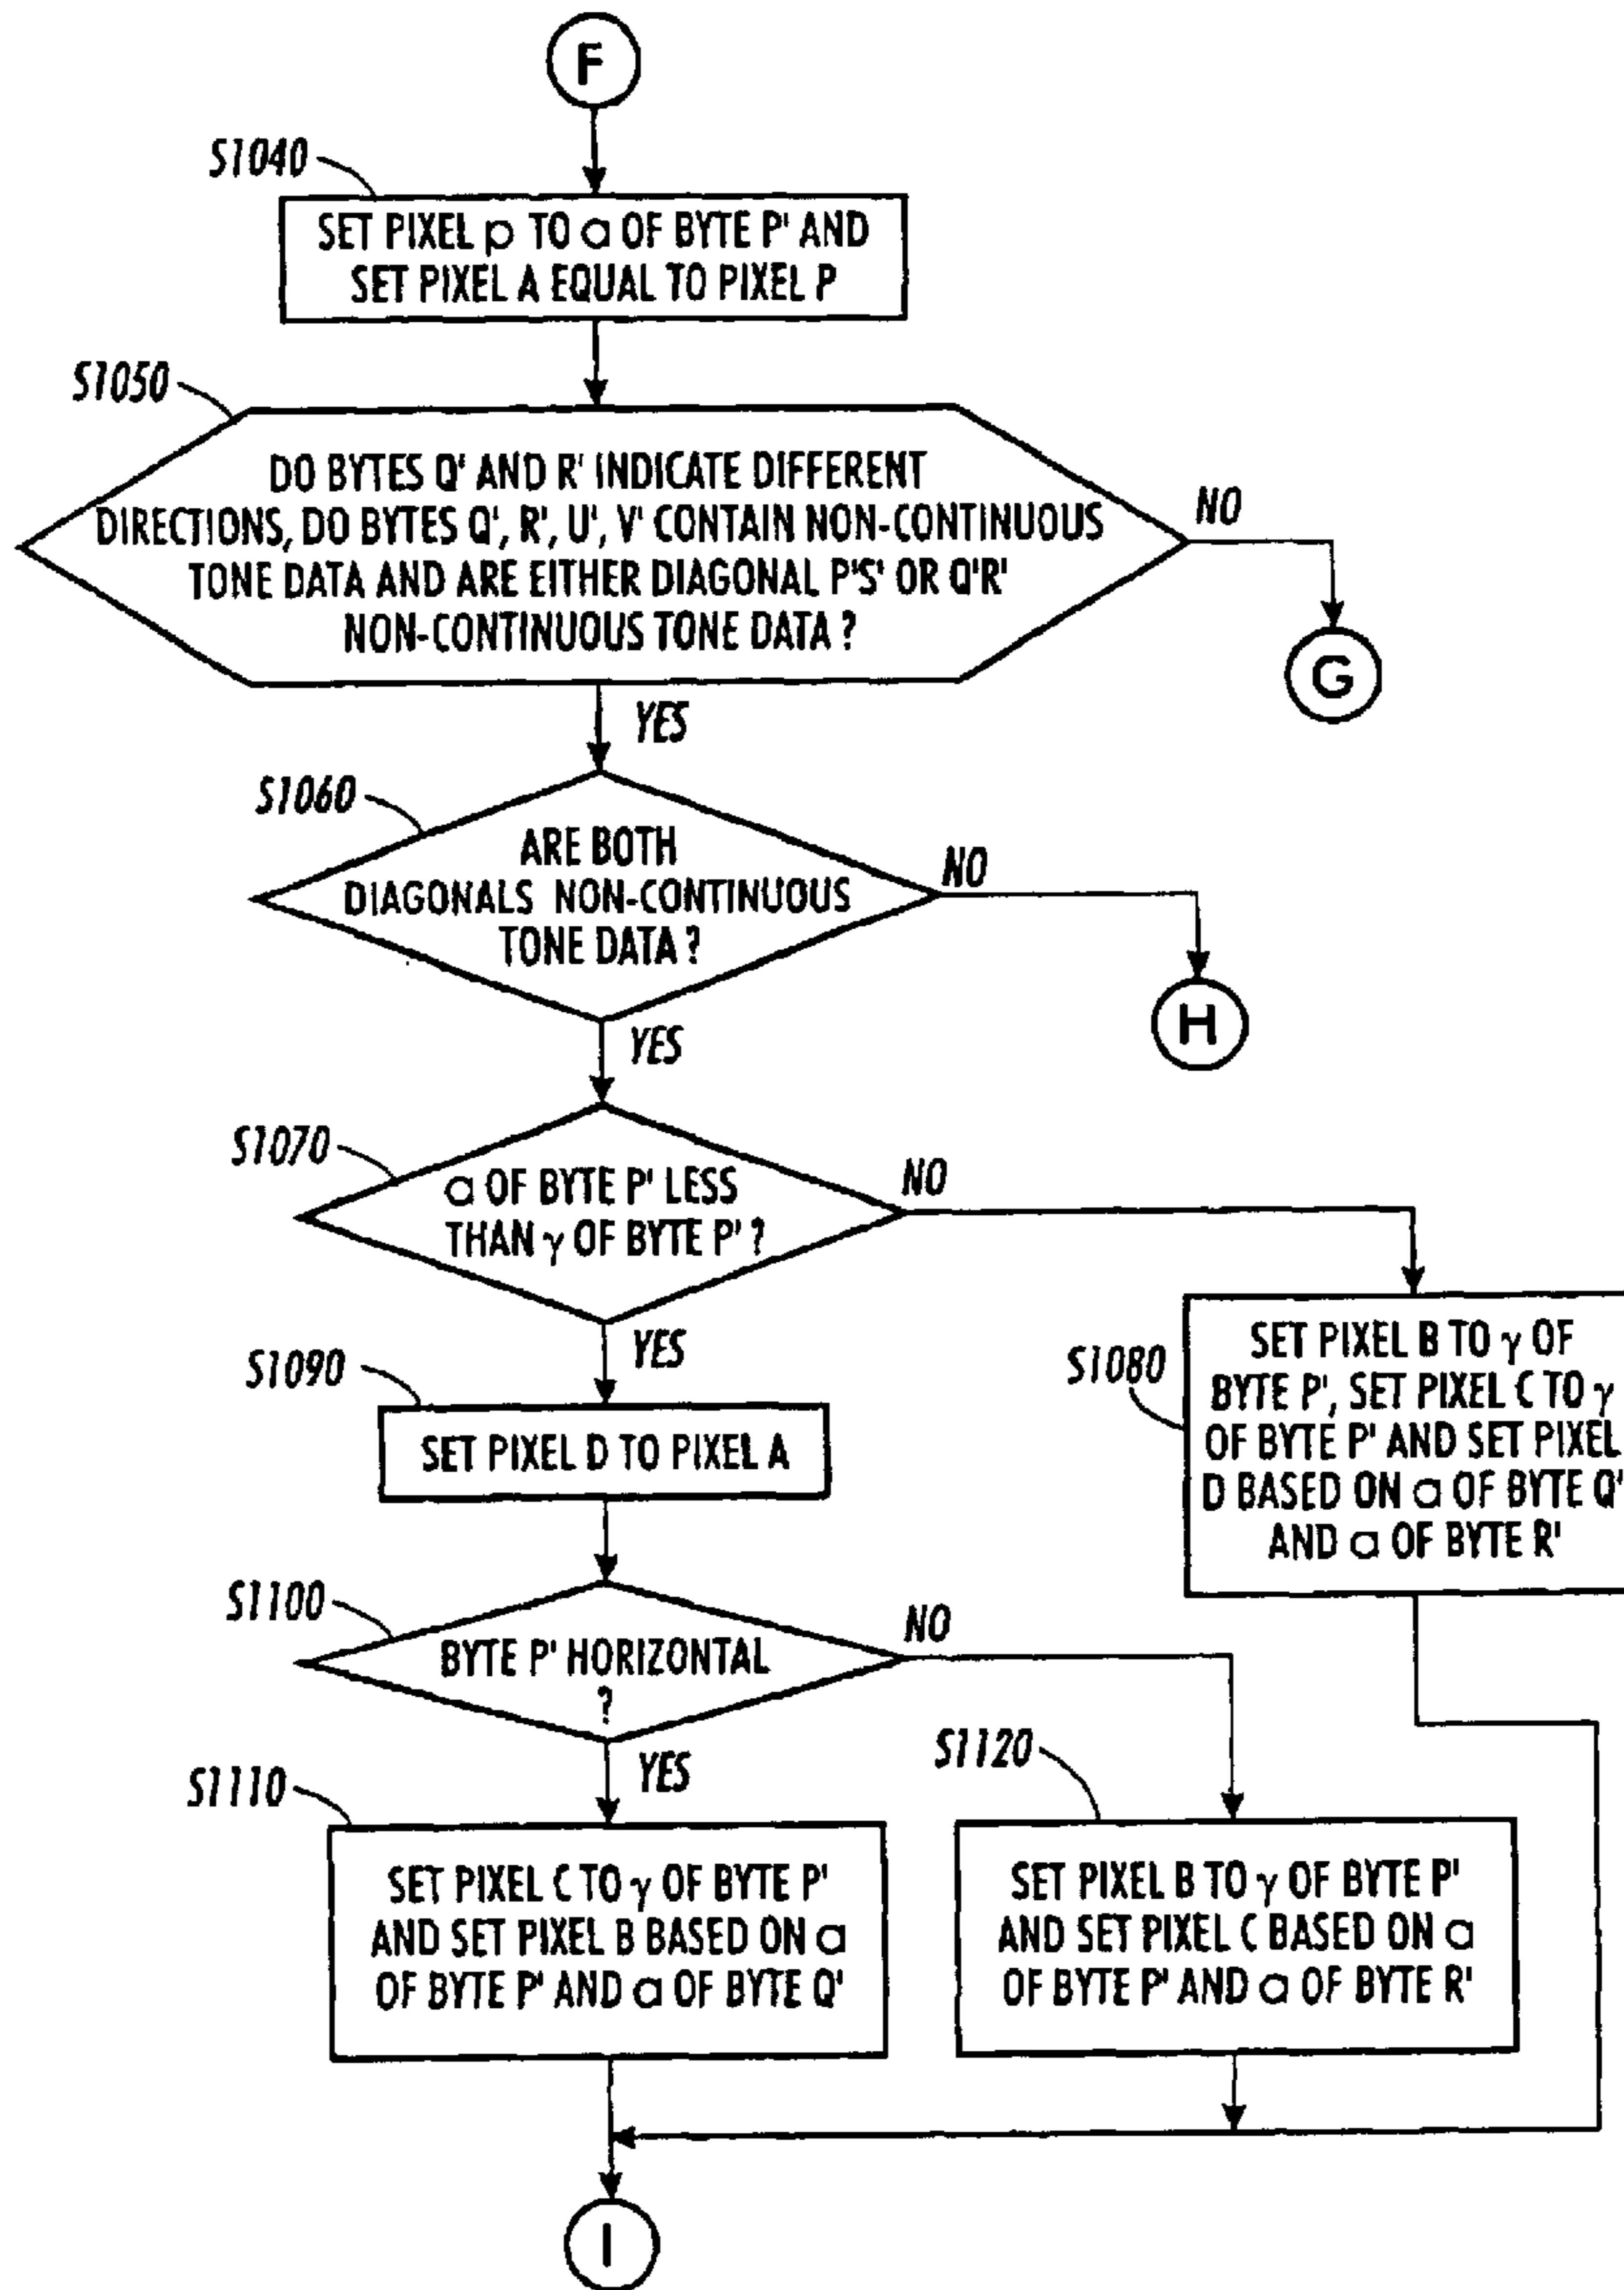 F
S1040
SET PIXEL p TO a OF BYTE P' AND
SET PIXEL A EQUAL TO PIXEL P
S1050
DO BYTES Q' AND R' INDICATE DIFFERENT
DIRECTIONS, DO BYTES Q', R', U', V' CONTAIN NON-CONTINUOUS
TONE DATA AND ARE EITHER DIAGONAL P'S' OR Q'R'
NON-CONTINUOUS TONE DATA ?
NO
G
YES
S1060
ARE BOTH
DIAGONALS NON-CONTINUOUS
TONE DATA ?
NO
H
YES
S1070
a OF BYTE P' LESS
THAN γ OF BYTE P' ?
NO
YES
S1080
SET PIXEL B TO γ OF
BYTE P', SET PIXEL C TO γ
OF BYTE P' AND SET PIXEL
D BASED ON a OF BYTE Q'
AND a OF BYTE R'
S1090
SET PIXEL D TO PIXEL A
S1100
BYTE P' HORIZONTAL
?
NO
YES
S1110
SET PIXEL C TO γ OF BYTE P'
AND SET PIXEL B BASED ON a
OF BYTE P' AND a OF BYTE Q'
S1120
SET PIXEL B TO γ OF BYTE P'
AND SET PIXEL C BASED ON a
OF BYTE P' AND a OF BYTE R'
I